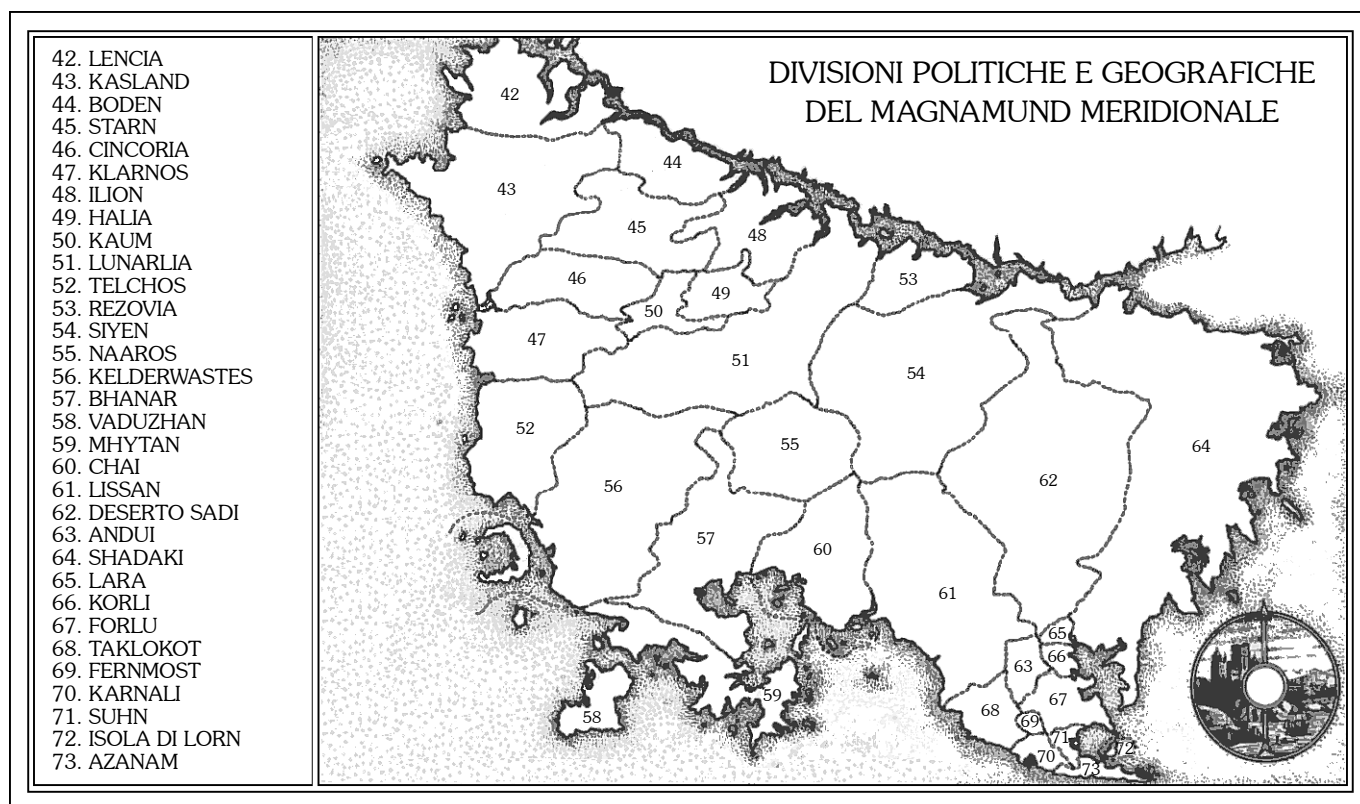 42. LENCIA
43. KASLAND
44. BODEN
45. STARN
46. CINCORIA
47. KLARNOS
48. ILION
49. HALIA
50. KAUM
51. LUNARLIA
52. TELCHOS
53. REZOVIA
54. SIYEN
55. NAAROS
56. KELDERWASTES
57. BHANAR
58. VADUZHAN
59. MHYTAN
60. CHAI
61. LISSAN
62. DESERTO SADI
63. ANDUI
64. SHADAKI
65. LARA
66. KORLI
67. FORLU
68. TAKLOKOT
69. FERNMOST
70. KARNALI
71. SUHN
72. ISOLA DI LORN
73. AZANAM
DIVISIONI POLITICHE E GEOGRAFICHE
DEL MAGNAMUND MERIDIONALE
42
44
43
45
48
46
53
49
50
47
51
54
52
55
64
62
56
57
60
61
65
66
63
59
67
68
58
69
71
72
70
73